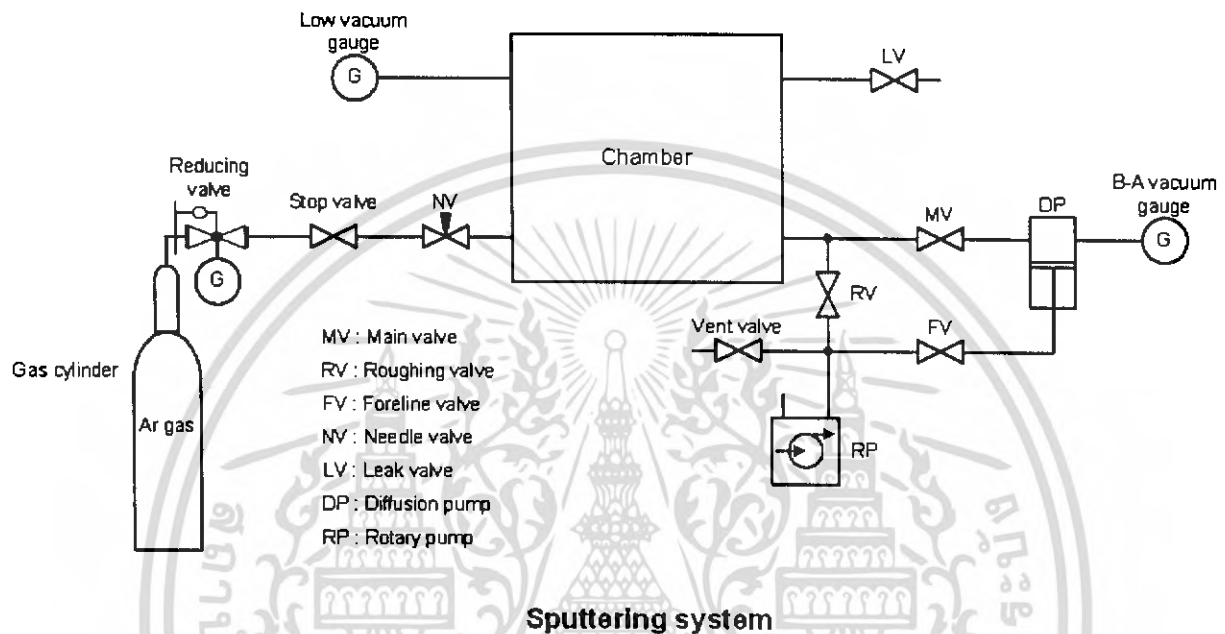 Low vacuum
gauge
G
LV
Chamber
Reducing
valve
Stop valve
NV
G
MV
DP
B-A vacuum
gauge
G
RV
Vent valve
FV
RP
Gas cylinder
Ar gas
MV : Main valve
RV : Roughing valve
FV : Foreline valve
NV : Needle valve
LV : Leak valve
DP : Diffusion pump
RP : Rotary pump
Sputtering system